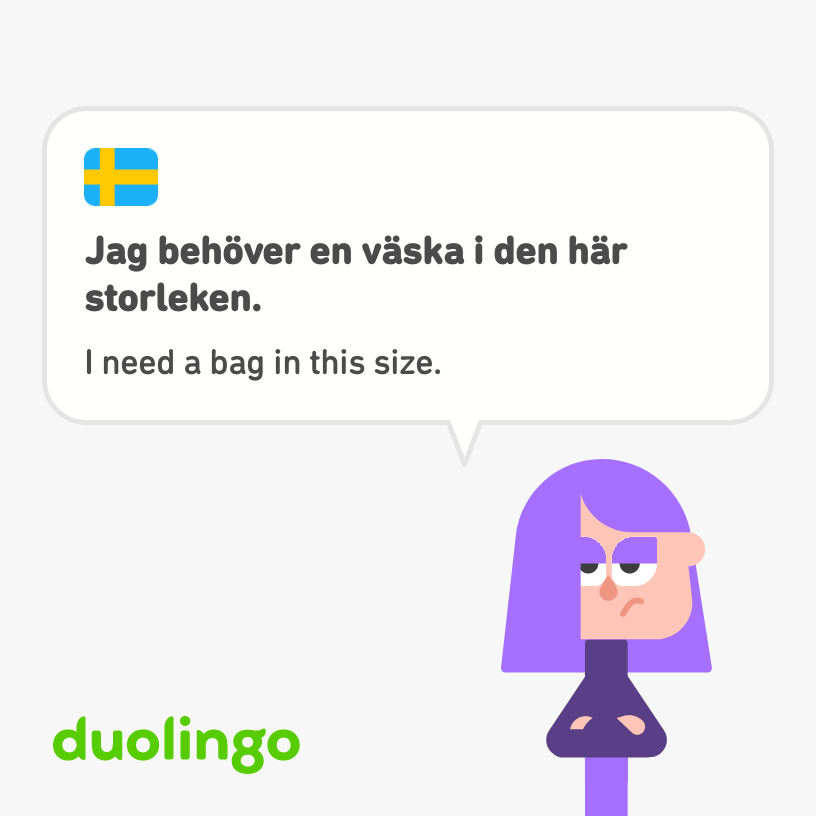 Jag behöver en väska i den här
storleken.
I need a bag in this size.
duolingo